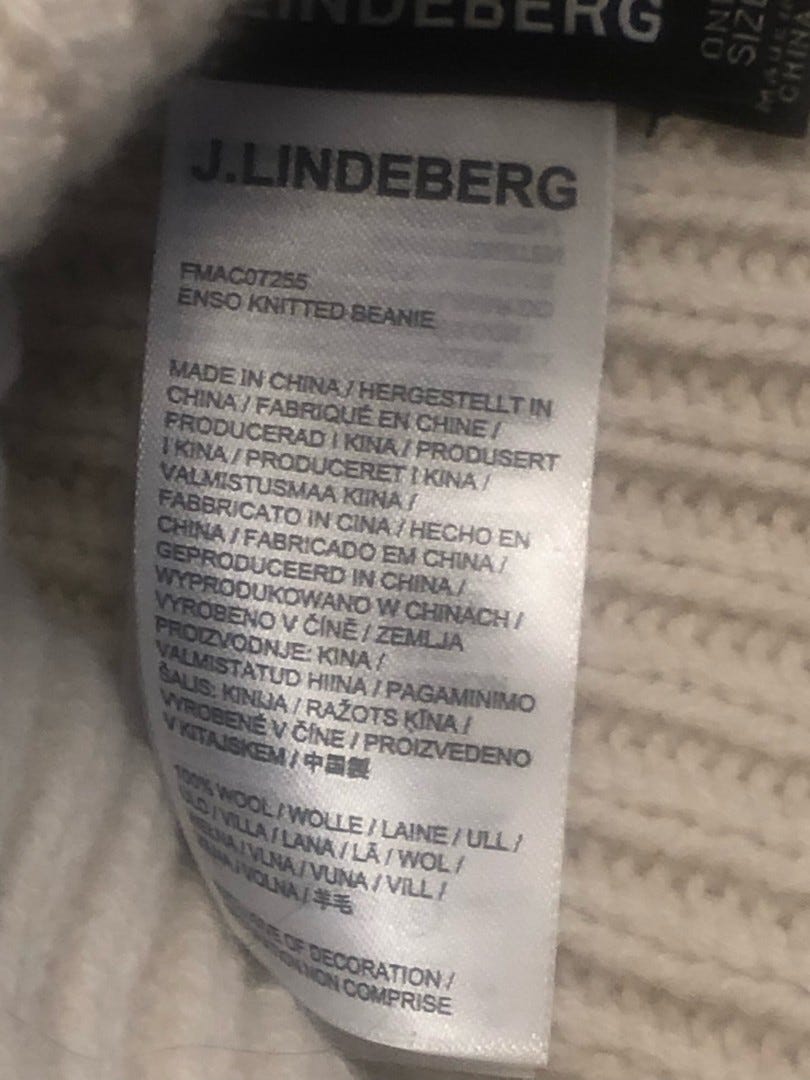 LINDEBERG
ONE
SIZE
MADE IN
CHINA
J.LINDEBERG
FMAC07255
ENSO KNITTED BEANIE
MADE IN CHINA / HERGESTELLT IN
CHINA / FABRIQUÉ EN CHINE /
PRODUCERAD I KINA / PRODUSERT
I KINA / PRODUCERET I KINA /
VALMISTUSMAA KIINA /
FABBRICATO IN CINA / HECHO EN
CHINA / FABRICADO EM CHINA /
GEPRODUCEERD IN CHINA /
WYPRODUKOWANO W CHINACH /
VYROBENO V ČÍNĚ / ZEMLJA
PROIZVODNJE: KINA /
VALMISTATUD HIINA / PAGAMINIMO
ŠALIS: KINIJA / RAŽOTS ĶĪNA /
VYROBENÉ V ČÍNE / PROIZVEDENO
V KITAJSKEM / 中国製
100% WOOL / WOLLE / LAINE / ULL /
ULD / VILLA / LANA / LÃ / WOL /
/ VLNA / VUNA / VILL /
/ VOLNA / 羊毛
OF DECORATION /
NON COMPRISE